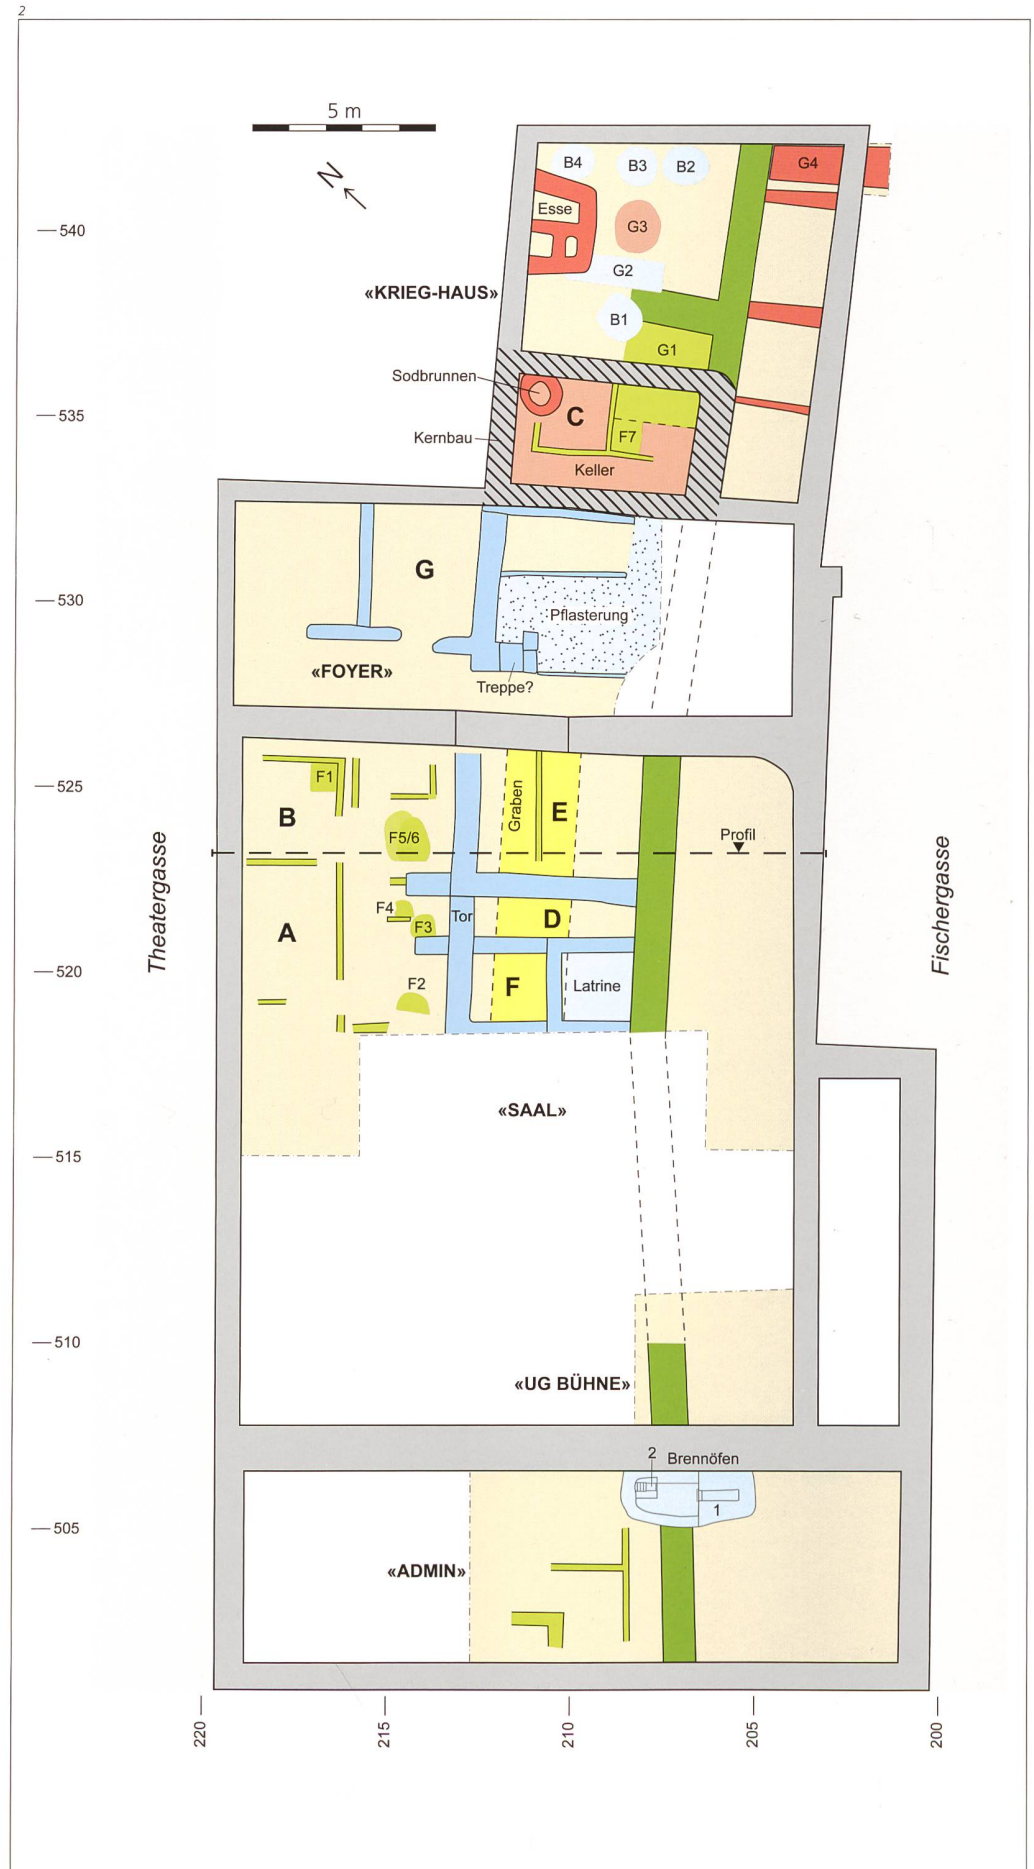 2
5 m
N
B4
B3
B2
G4
Esse
G3
540
G2
«KRIEG-HAUS»
B1
G1
Sodbrunnen
535
C
F7
Kernbau
Keller
G
530
Pflasterung
«FOYER»
Treppe?
525
F1
Graben
E
B
F5/6
Profil
Theatergasse
Fischergasse
F4
Tor
D
A
F3
520
F2
F
Latrine
«SAAL»
515
510
«UG BÜHNE»
2
Brennöfen
1
505
«ADMIN»
220
215
210
205
200